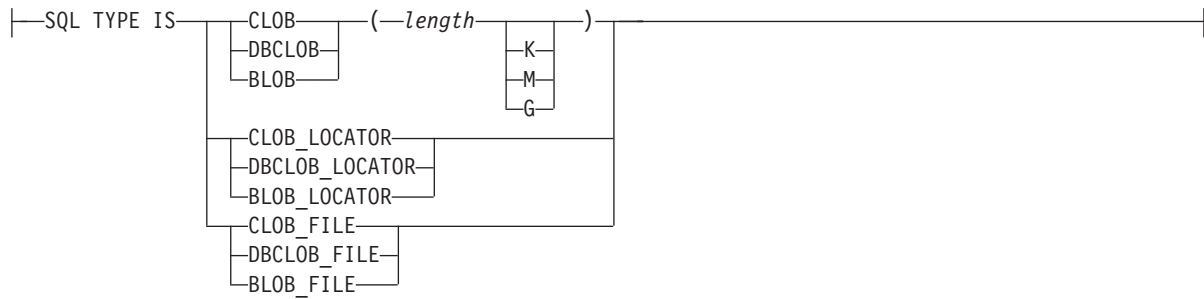 SQL TYPE IS CLOB ( length )
DBCLOB K
BLOB M
G
CLOB_LOCATOR
DBCLOB_LOCATOR
BLOB_LOCATOR
CLOB_FILE
DBCLOB_FILE
BLOB_FILE